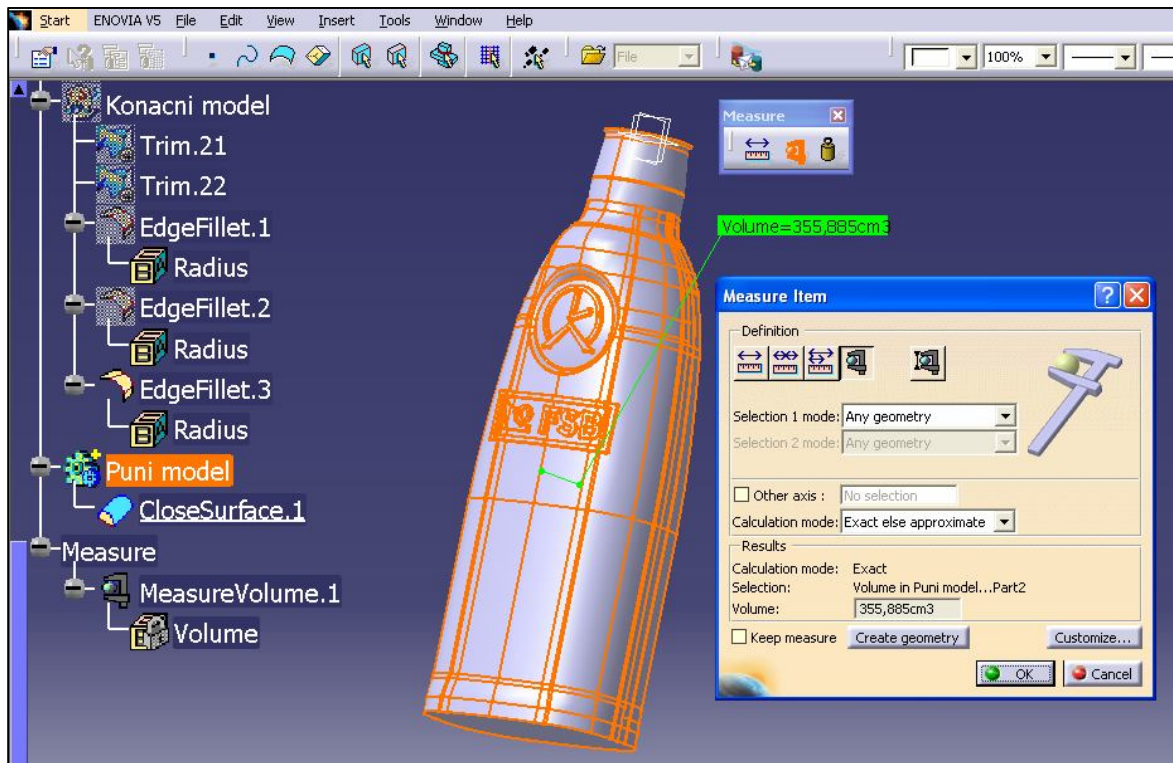 Start ENOVIA V5 File Edit View Insert Tools Window Help
File 100%
Konacni model
Trim.21
Trim.22
EdgeFillet.1
Radius
EdgeFillet.2
Radius
EdgeFillet.3
Radius
Puni model
CloseSurface.1
Measure
MeasureVolume.1
Volume
FSB
Measure
Volume=355,885cm3
Measure Item
Definition
Selection 1 mode: Any geometry
Selection 2 mode: Any geometry
Other axis : No selection
Calculation mode: Exact else approximate
Results
Calculation mode: Exact
Selection: Volume in Puni model...Part2
Volume: 355,885cm3
Keep measure Create geometry Customize...
OK Cancel